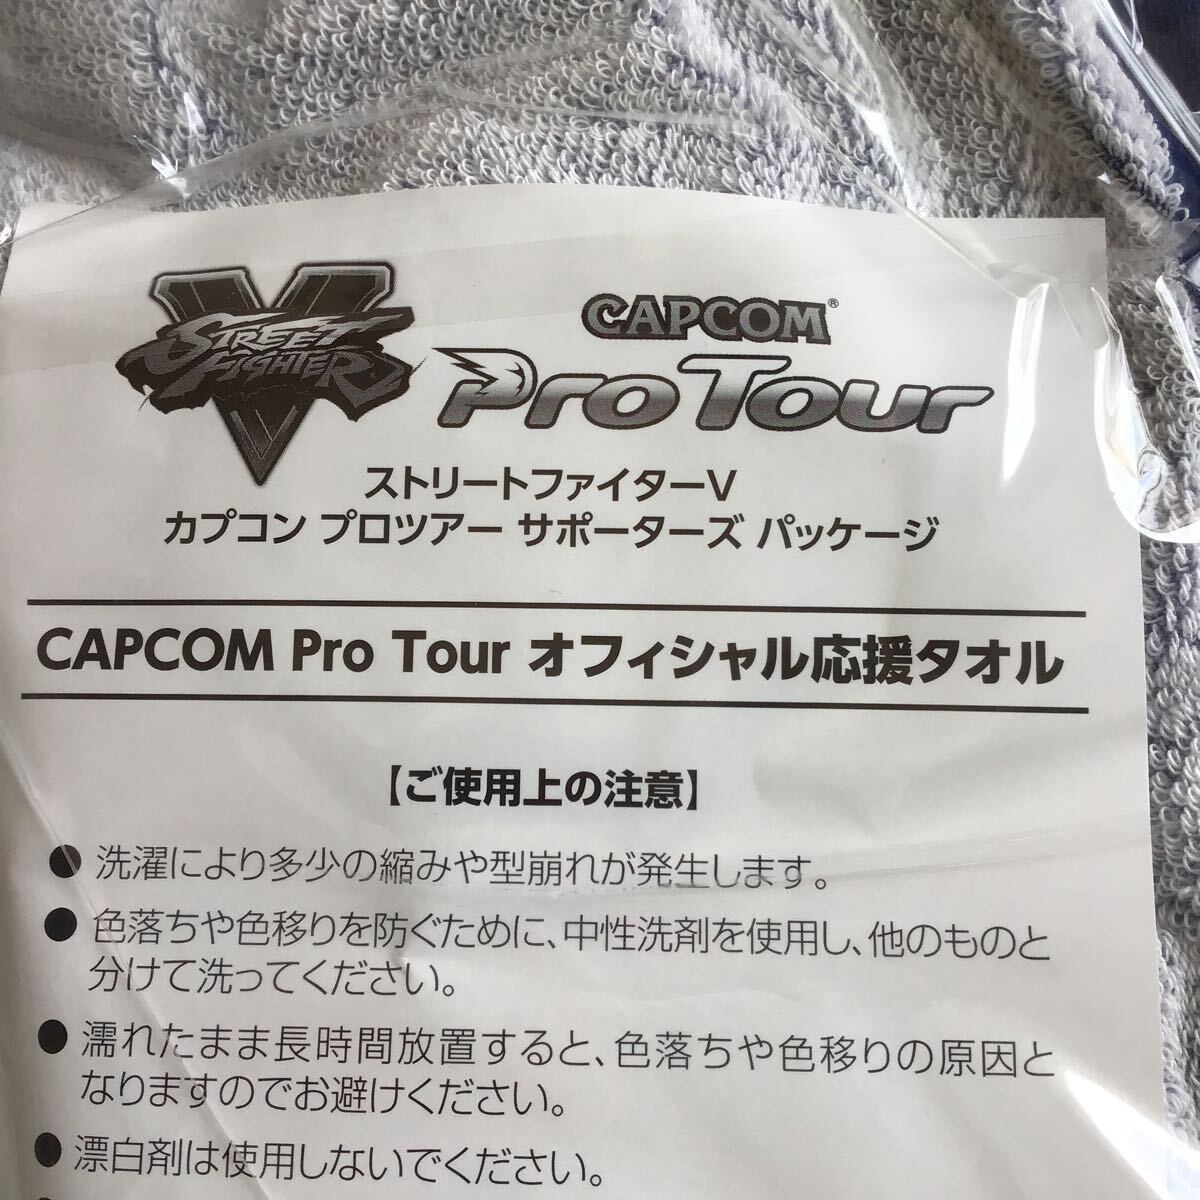 STREET
FIGHTER
V
CAPCOM®
Pro Tour
ストリートファイターV
カプコン プロツアー サポーターズ パッケージ
CAPCOM Pro Tour オフィシャル応援タオル
【ご使用上の注意】
● 洗濯により多少の縮みや型崩れが発生します。
● 色落ちや色移りを防ぐために、中性洗剤を使用し、他のものと
分けて洗ってください。
● 濡れたまま長時間放置すると、色落ちや色移りの原因と
なりますのでお避けください。
● 漂白剤は使用しないでください。